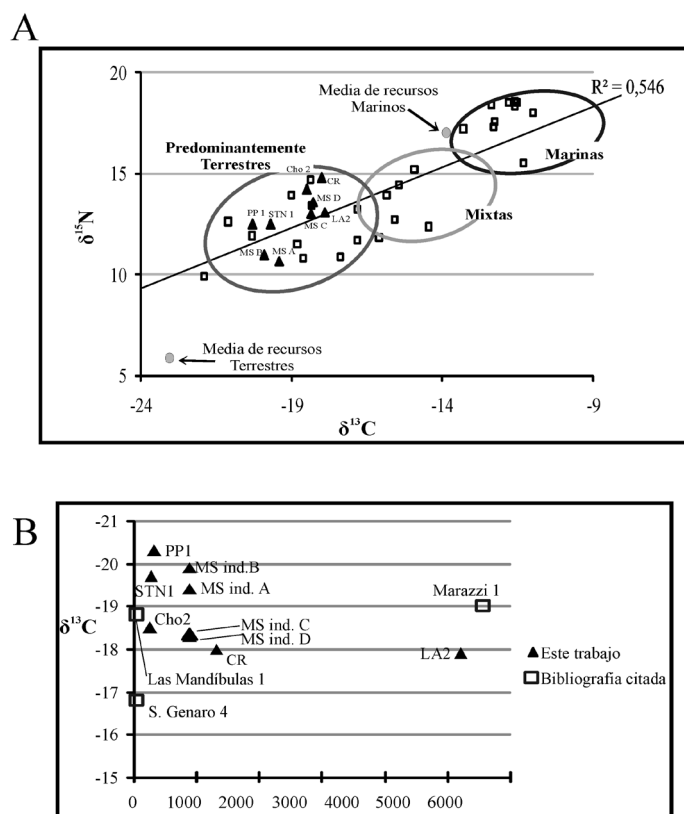 A
20
15
10
5
δ¹⁵N
Media de recursos
Marinos
R² = 0,546
Predominantemente
Terrestres
Marinas
Mixtas
Cho 2
CR
MS D
PP 1
STN 1
LA2
MS C
MS B
MS A
Media de recursos
Terrestres
-24
-19
-14
-9
δ¹³C
B
-21
-20
-19
-18
-17
-16
-15
δ¹³C
PP1
MS ind.B
STN1
MS ind. A
Marazzi 1
Cho2
MS ind. C
MS ind. D
CR
LA2
Las Mandíbulas 1
S. Genaro 4
Este trabajo
Bibliografía citada
0
1000
2000
3000
4000
5000
6000